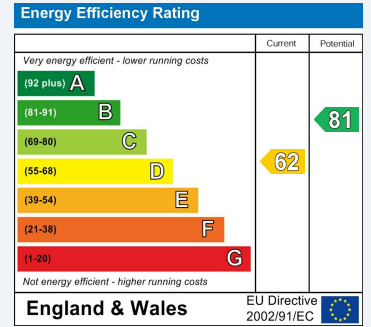 Energy Efficiency Rating
Current Potential
Very energy efficient - lower running costs
(92 plus) A
(81-91) B
81
(69-80) C
(55-68) D
62
(39-54) E
(21-38) F
(1-20) G
Not energy efficient - higher running costs
England & Wales
EU Directive
2002/91/EC